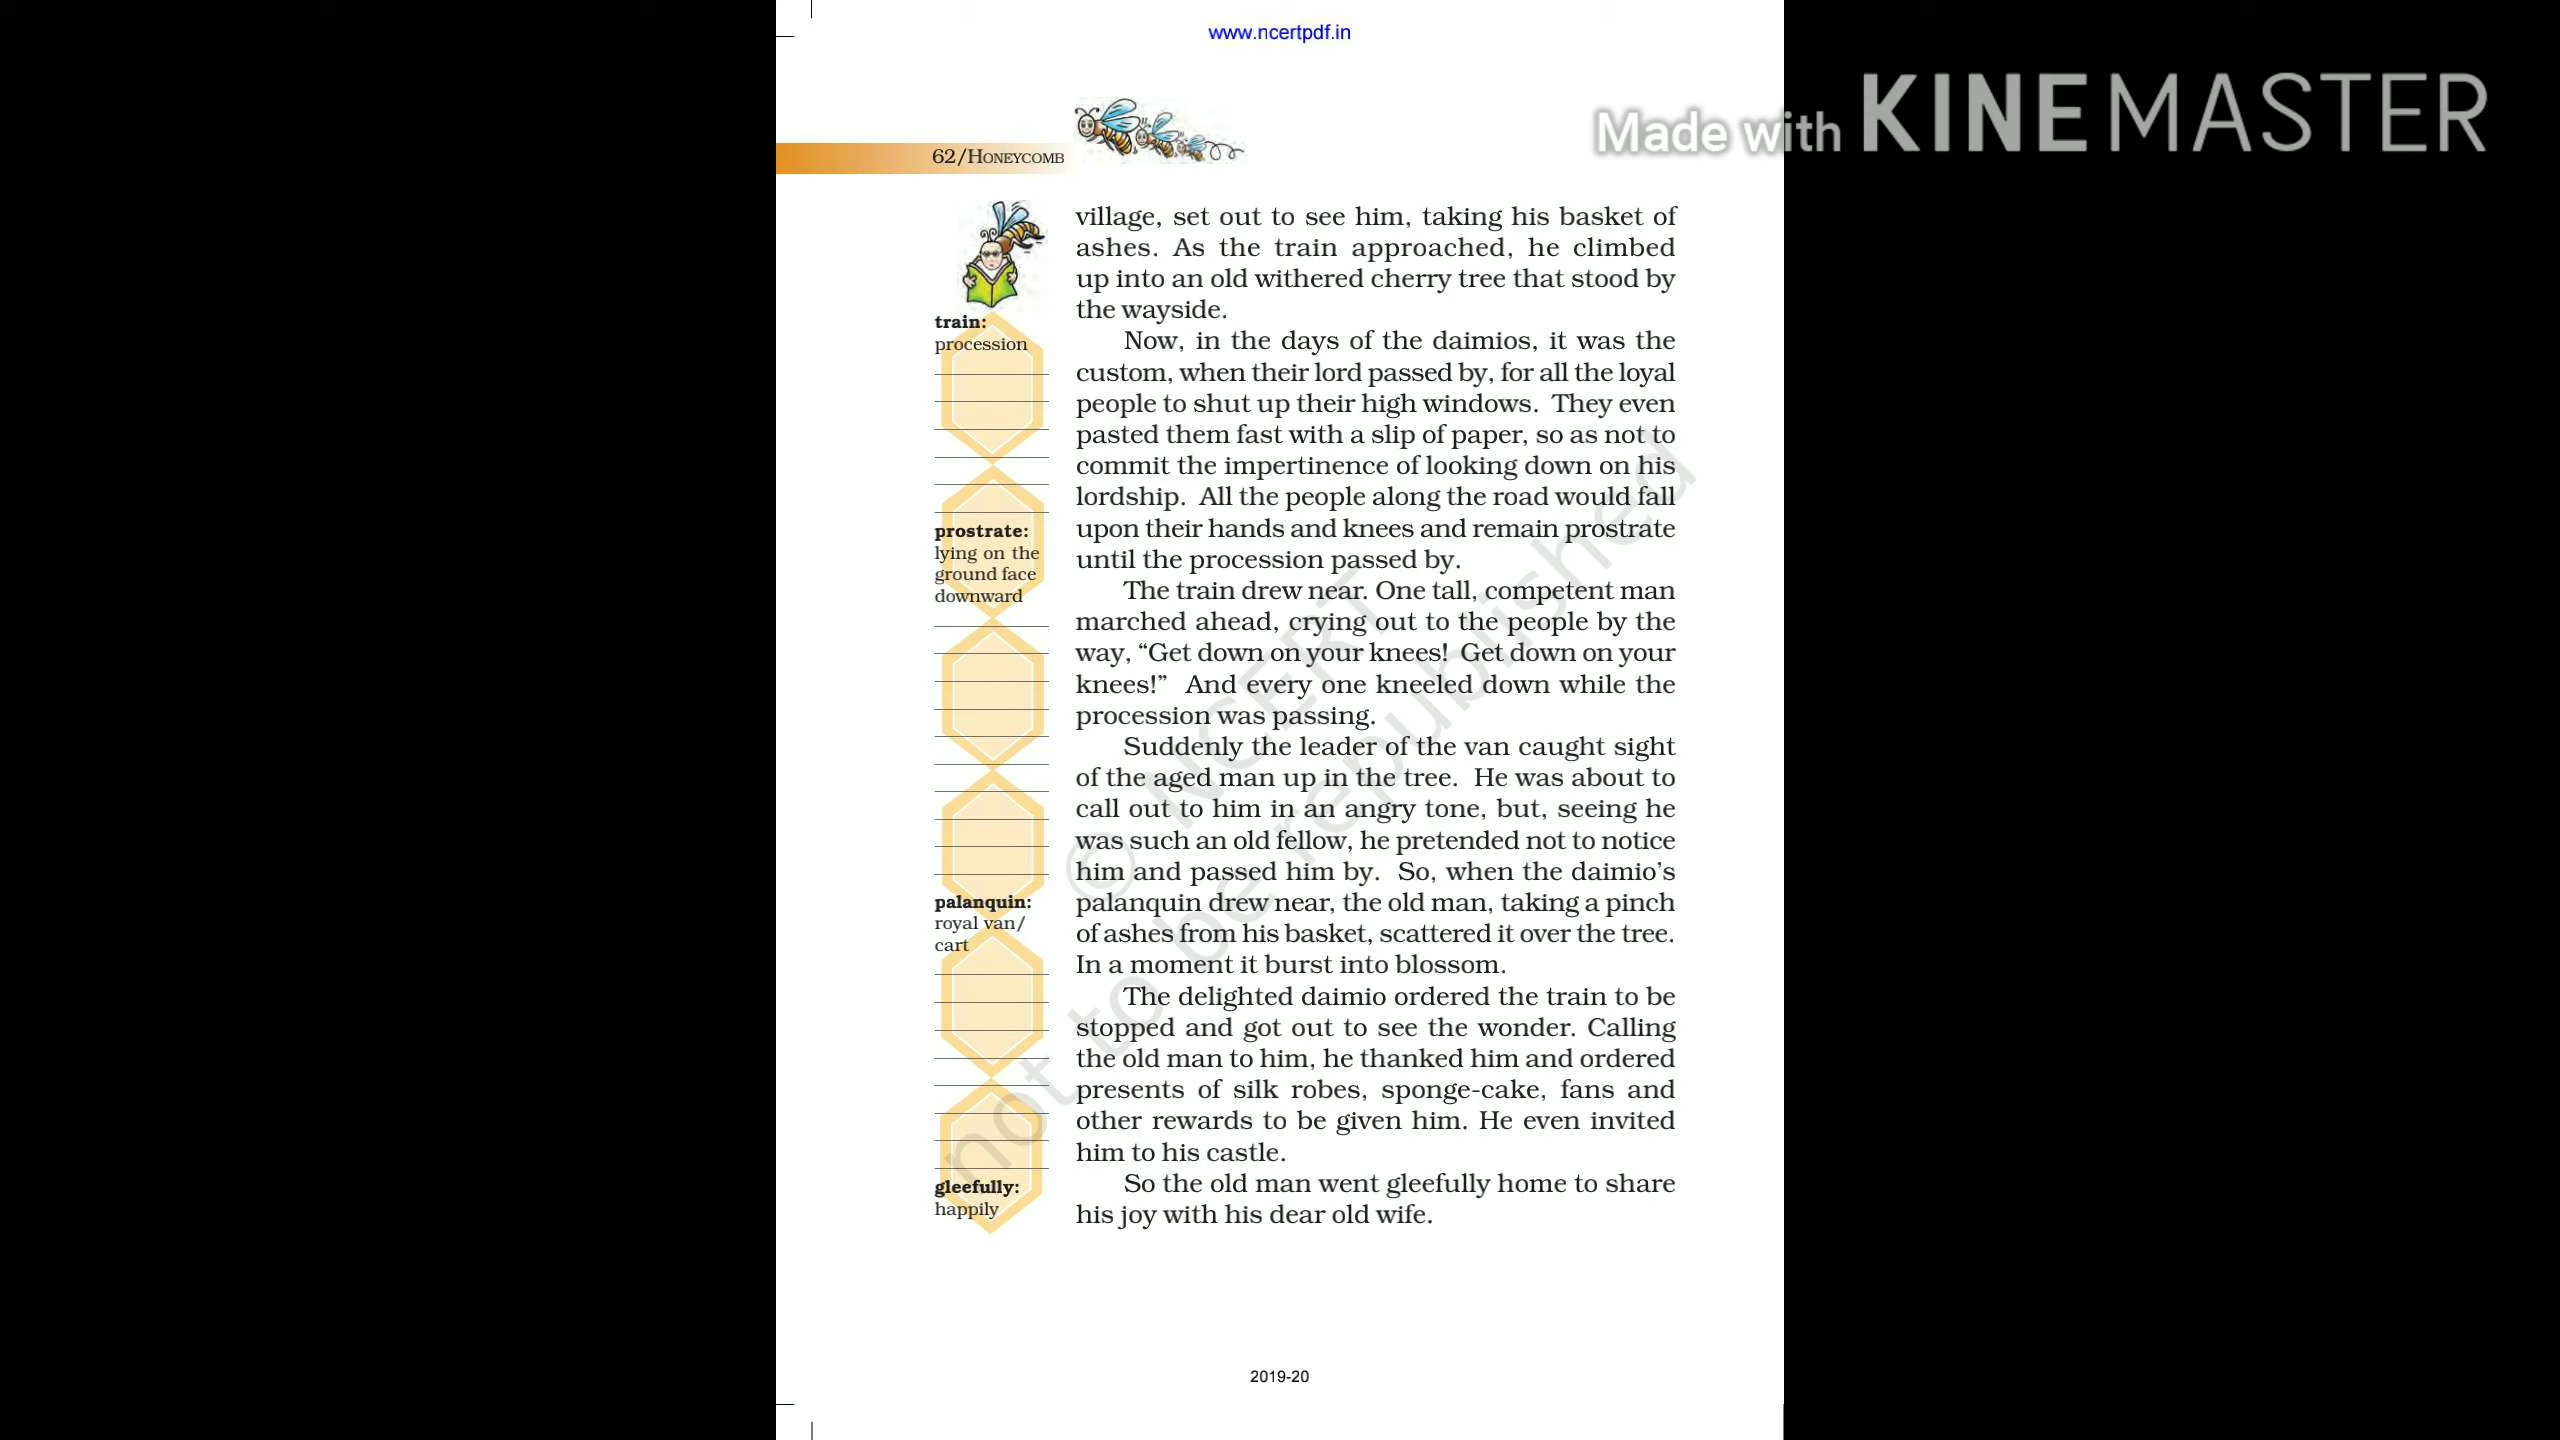 www.ncertpdf.in
Made with KINEMASTER
62/HONEYCOMB
village, set out to see him, taking his basket of
ashes. As the train approached, he climbed
up into an old withered cherry tree that stood by
the wayside.
Now, in the days of the daimios, it was the
custom, when their lord passed by, for all the loyal
people to shut up their high windows. They even
pasted them fast with a slip of paper, so as not to
commit the impertinence of looking down on his
lordship. All the people along the road would fall
upon their hands and knees and remain prostrate
until the procession passed by.
The train drew near. One tall, competent man
marched ahead, crying out to the people by the
way, “Get down on your knees! Get down on your
knees!” And every one kneeled down while the
procession was passing.
Suddenly the leader of the van caught sight
of the aged man up in the tree. He was about to
call out to him in an angry tone, but, seeing he
was such an old fellow, he pretended not to notice
him and passed him by. So, when the daimio’s
palanquin drew near, the old man, taking a pinch
of ashes from his basket, scattered it over the tree.
In a moment it burst into blossom.
The delighted daimio ordered the train to be
stopped and got out to see the wonder. Calling
the old man to him, he thanked him and ordered
presents of silk robes, sponge-cake, fans and
other rewards to be given him. He even invited
him to his castle.
So the old man went gleefully home to share
his joy with his dear old wife.
train:
procession
prostrate:
lying on the
ground face
downward
palanquin:
royal van/
cart
gleefully:
happily
© NCERT
not to be republished
2019-20